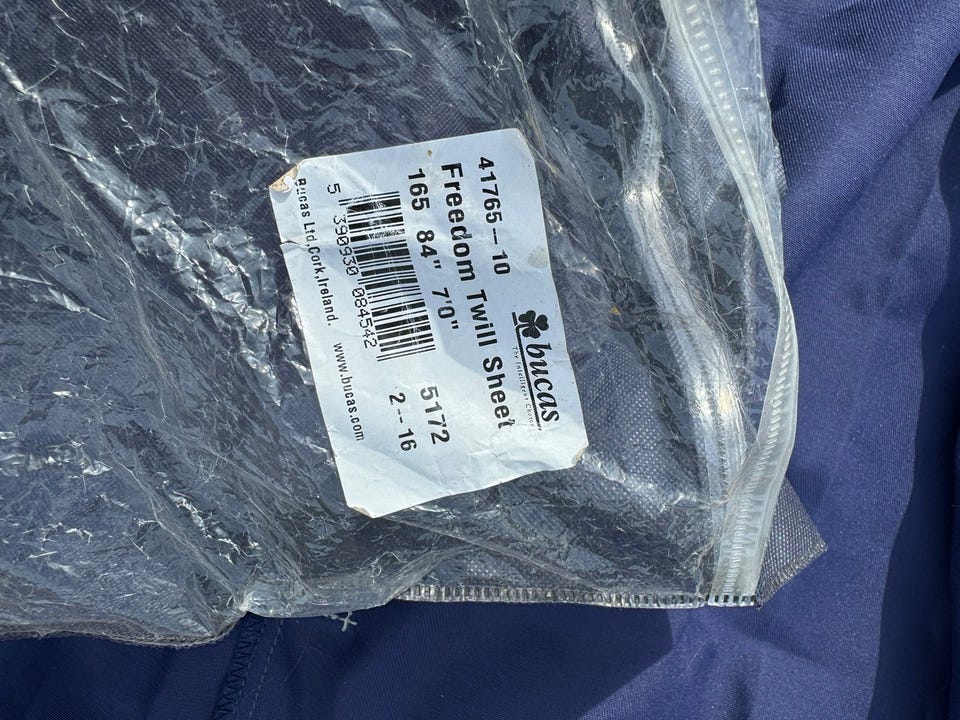 bucas
The Intelligent Choice
41765-10
Freedom Twill Sheet
165 84" 7'0" 5172
2--16
5 390930 084542
Bucas Ltd, Cork, Ireland. www.bucas.com